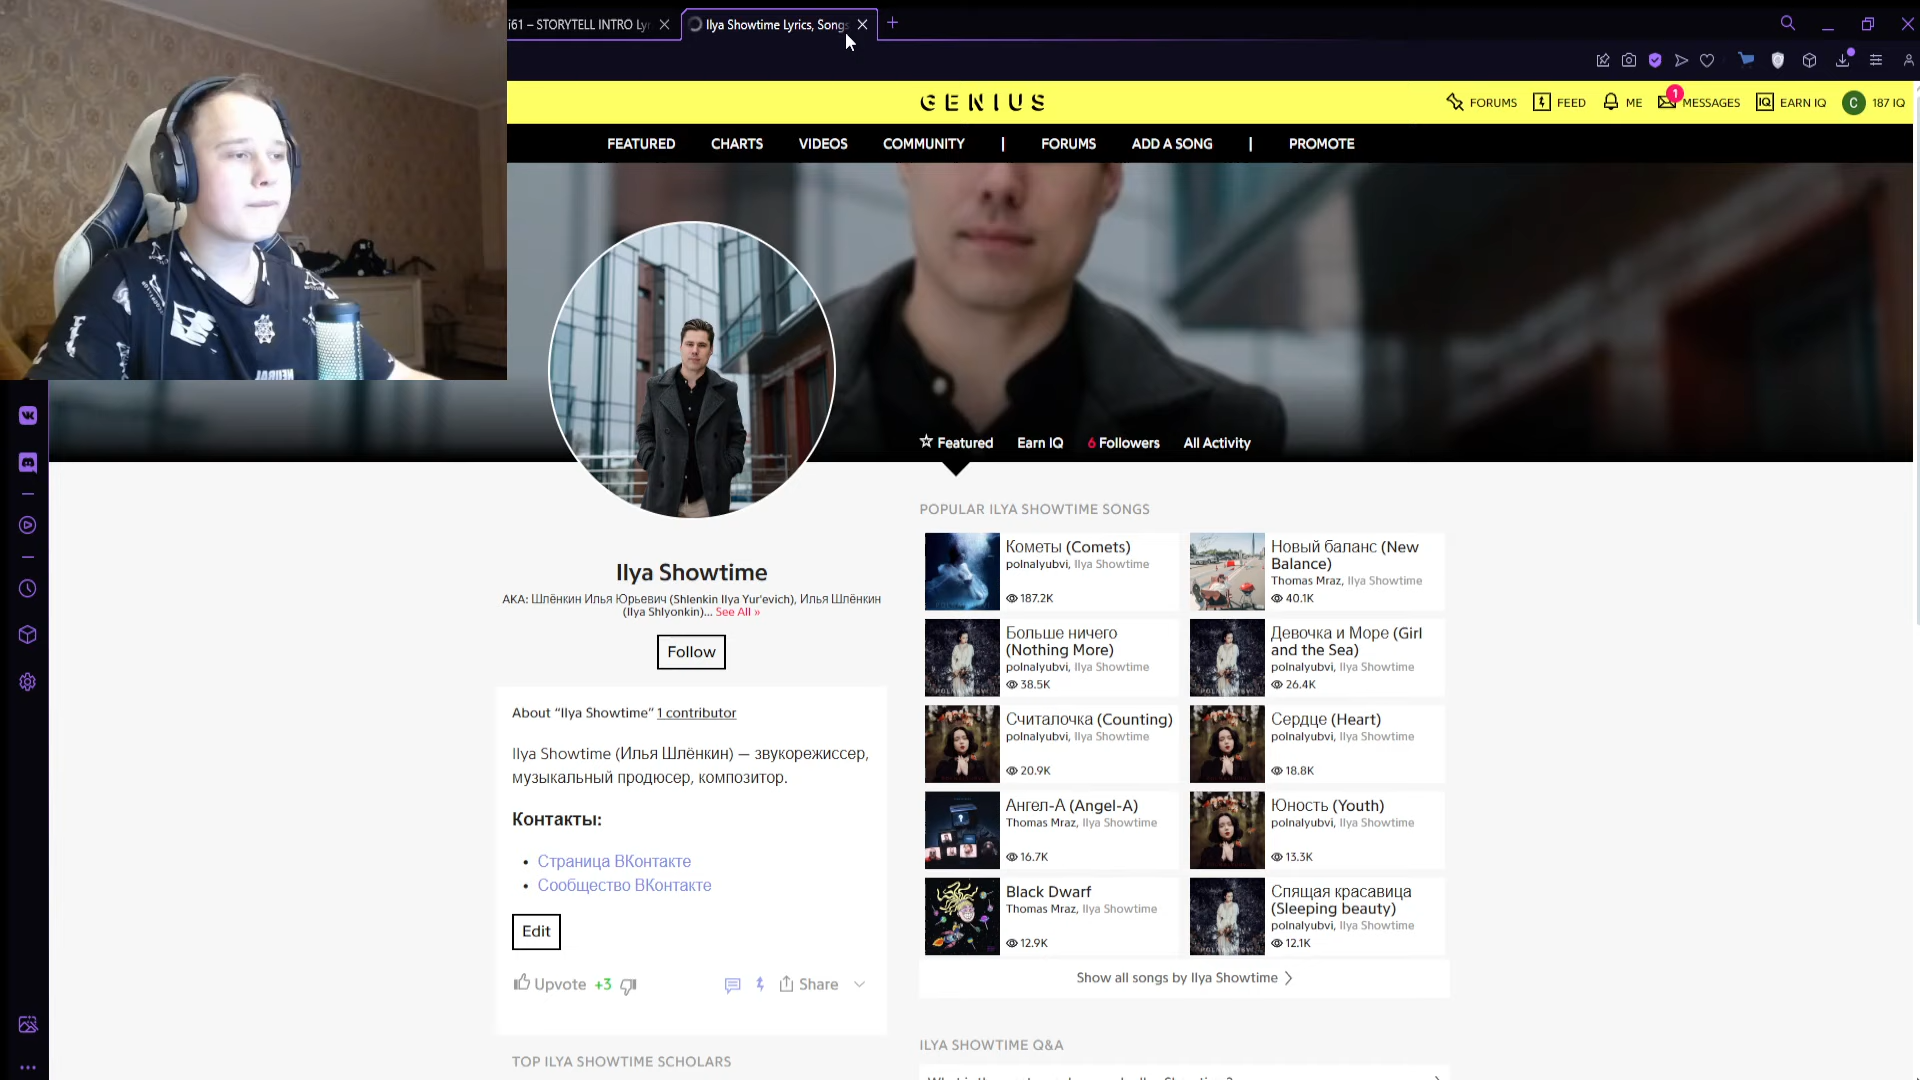 i61 – STORYTELL INTRO Ly
Ilya Showtime Lyrics, Songs
GENIUS
FORUMS
FEED
ME
1
MESSAGES
IQ
EARN IQ
C
187 IQ
FEATURED
CHARTS
VIDEOS
COMMUNITY
|
FORUMS
ADD A SONG
|
PROMOTE
Featured
Earn IQ
6 Followers
All Activity
Ilya Showtime
AKA: Шлёнкин Илья Юрьевич (Shlenkin Ilya Yur'evich), Илья Шлёнкин
(Ilya Shlyonkin)... See All »
Follow
About “Ilya Showtime” 1 contributor
Ilya Showtime (Илья Шлёнкин) — звукорежиссер,
музыкальный продюсер, композитор.
Контакты:
• Страница ВКонтакте
• Сообщество ВКонтакте
Edit
Upvote +3
Share
TOP ILYA SHOWTIME SCHOLARS
POPULAR ILYA SHOWTIME SONGS
Кометы (Comets)
polnalyubvi, Ilya Showtime
187.2K
Новый баланс (New
Balance)
Thomas Mraz, Ilya Showtime
40.1K
Больше ничего
(Nothing More)
polnalyubvi, Ilya Showtime
38.5K
Девочка и Море (Girl
and the Sea)
polnalyubvi, Ilya Showtime
26.4K
Считалочка (Counting)
polnalyubvi, Ilya Showtime
20.9K
Сердце (Heart)
polnalyubvi, Ilya Showtime
18.8K
Ангел-А (Angel-A)
Thomas Mraz, Ilya Showtime
16.7K
Юность (Youth)
polnalyubvi, Ilya Showtime
13.3K
Black Dwarf
Thomas Mraz, Ilya Showtime
12.9K
Спящая красавица
(Sleeping beauty)
polnalyubvi, Ilya Showtime
12.1K
Show all songs by Ilya Showtime
ILYA SHOWTIME Q&A